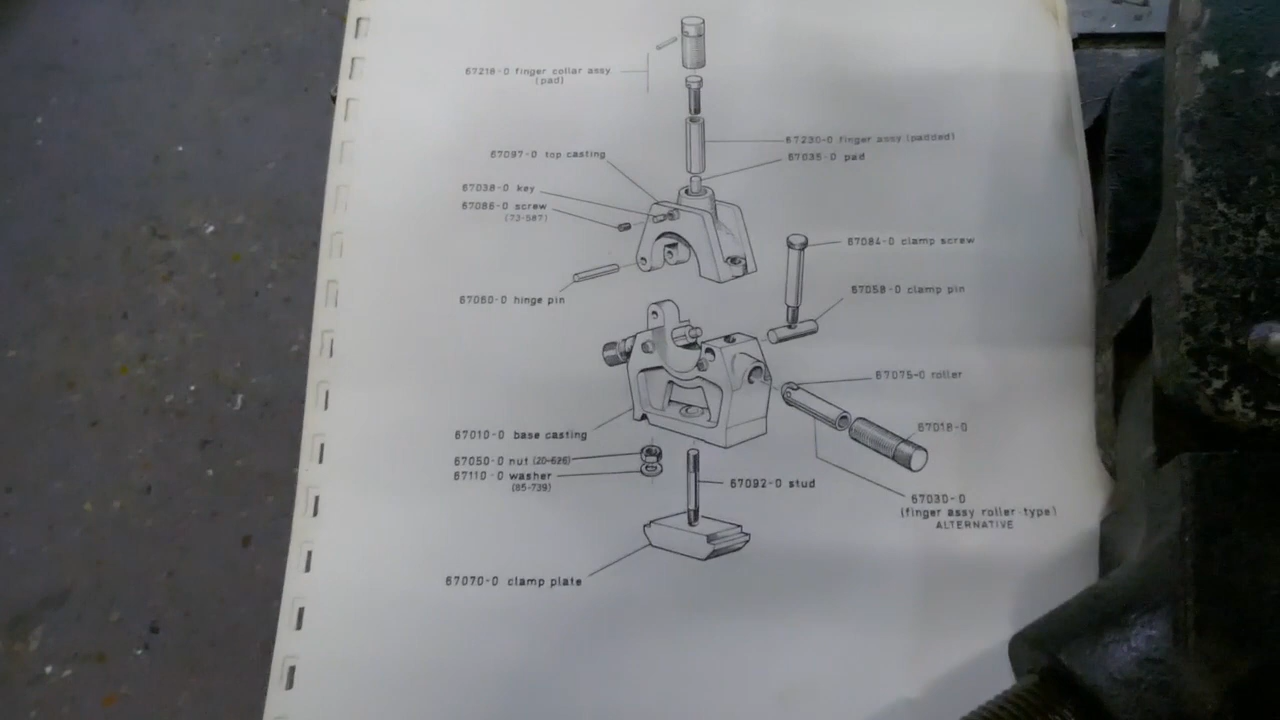 67218-0 finger collar assy
(pad)
67230-0 finger assy (padded)
67097-0 top casting
67035-0 pad
67038-0 key
67086-0 screw
(73-587)
67084-0 clamp screw
67060-0 hinge pin
67058-0 clamp pin
67075-0 roller
67018-0
67010-0 base casting
67050-0 nut (20-626)
67110-0 washer
(85-739)
67092-0 stud
67030-0
(finger assy roller type)
ALTERNATIVE
67070-0 clamp plate